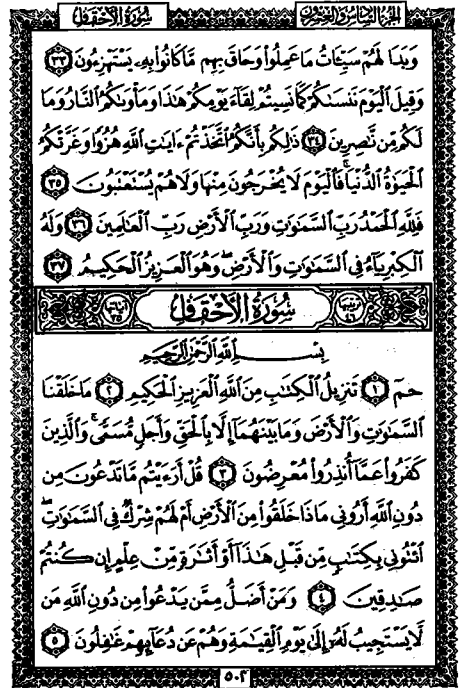 سورة الأحقاف
الجزء السادس والعشرون
وَبَدَا لَهُمْ سَيِّـَٔاتُ مَا عَمِلُوا۟ وَحَاقَ بِهِم مَّا كَانُوا۟ بِهِۦ يَسْتَهْزِءُونَ ٣٣
وَقِيلَ ٱلْيَوْمَ نَنسَىٰكُمْ كَمَا نَسِيتُمْ لِقَآءَ يَوْمِكُمْ هَـٰذَا وَمَأْوَىٰكُمُ ٱلنَّارُ وَمَا
لَكُم مِّن نَّـٰصِرِينَ ٣٤ ذَٰلِكُم بِأَنَّكُمُ ٱتَّخَذْتُمْ ءَايَـٰتِ ٱللَّهِ هُزُوًا وَغَرَّتْكُمُ
ٱلْحَيَوٰةُ ٱلدُّنْيَا ۚ فَٱلْيَوْمَ لَا يُخْرَجُونَ مِنْهَا وَلَا هُمْ يُسْتَعْتَبُونَ ٣٥
فَلِلَّهِ ٱلْحَمْدُ رَبِّ ٱلسَّمَـٰوَٰتِ وَرَبِّ ٱلْأَرْضِ رَبِّ ٱلْعَـٰلَمِينَ ٣٦ وَلَهُ
ٱلْكِبْرِيَآءُ فِى ٱلسَّمَـٰوَٰتِ وَٱلْأَرْضِ ۖ وَهُوَ ٱلْعَزِيزُ ٱلْحَكِيمُ ٣٧
سُورَةُ الأَحْقَافِ
بِسْمِ ٱللَّهِ ٱلرَّحْمَـٰنِ ٱلرَّحِيمِ
حمٓ ١ تَنزِيلُ ٱلْكِتَـٰبِ مِنَ ٱللَّهِ ٱلْعَزِيزِ ٱلْحَكِيمِ ٢ مَا خَلَقْنَا
ٱلسَّمَـٰوَٰتِ وَٱلْأَرْضَ وَمَا بَيْنَهُمَآ إِلَّا بِٱلْحَقِّ وَأَجَلٍ مُّسَمًّى ۚ وَٱلَّذِينَ
كَفَرُوا۟ عَمَّآ أُنذِرُوا۟ مُعْرِضُونَ ٣ قُلْ أَرَءَيْتُم مَّا تَدْعُونَ مِن
دُونِ ٱللَّهِ أَرُونِى مَاذَا خَلَقُوا۟ مِنَ ٱلْأَرْضِ أَمْ لَهُمْ شِرْكٌ فِى ٱلسَّمَـٰوَٰتِ ۖ
ٱئْتُونِى بِكِتَـٰبٍ مِّن قَبْلِ هَـٰذَآ أَوْ أَثَـٰرَةٍ مِّنْ عِلْمٍ إِن كُنتُمْ
صَـٰدِقِينَ ٤ وَمَنْ أَضَلُّ مِمَّن يَدْعُوا۟ مِن دُونِ ٱللَّهِ مَن
لَّا يَسْتَجِيبُ لَهُۥٓ إِلَىٰ يَوْمِ ٱلْقِيَـٰمَةِ وَهُمْ عَن دُعَآئِهِمْ غَـٰفِلُونَ ٥
٥٠٢